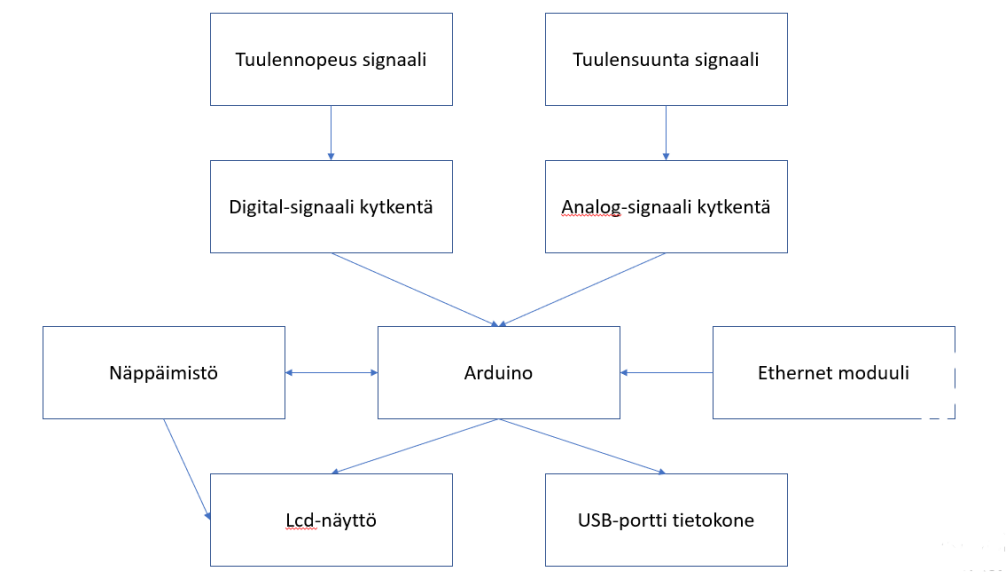 Tuulennopeus signaali
Tuulensuunta signaali
Digital-signaali kytkentä
Analog-signaali kytkentä
Näppäimistö
Arduino
Ethernet moduuli
Lcd-näyttö
USB-portti tietokone